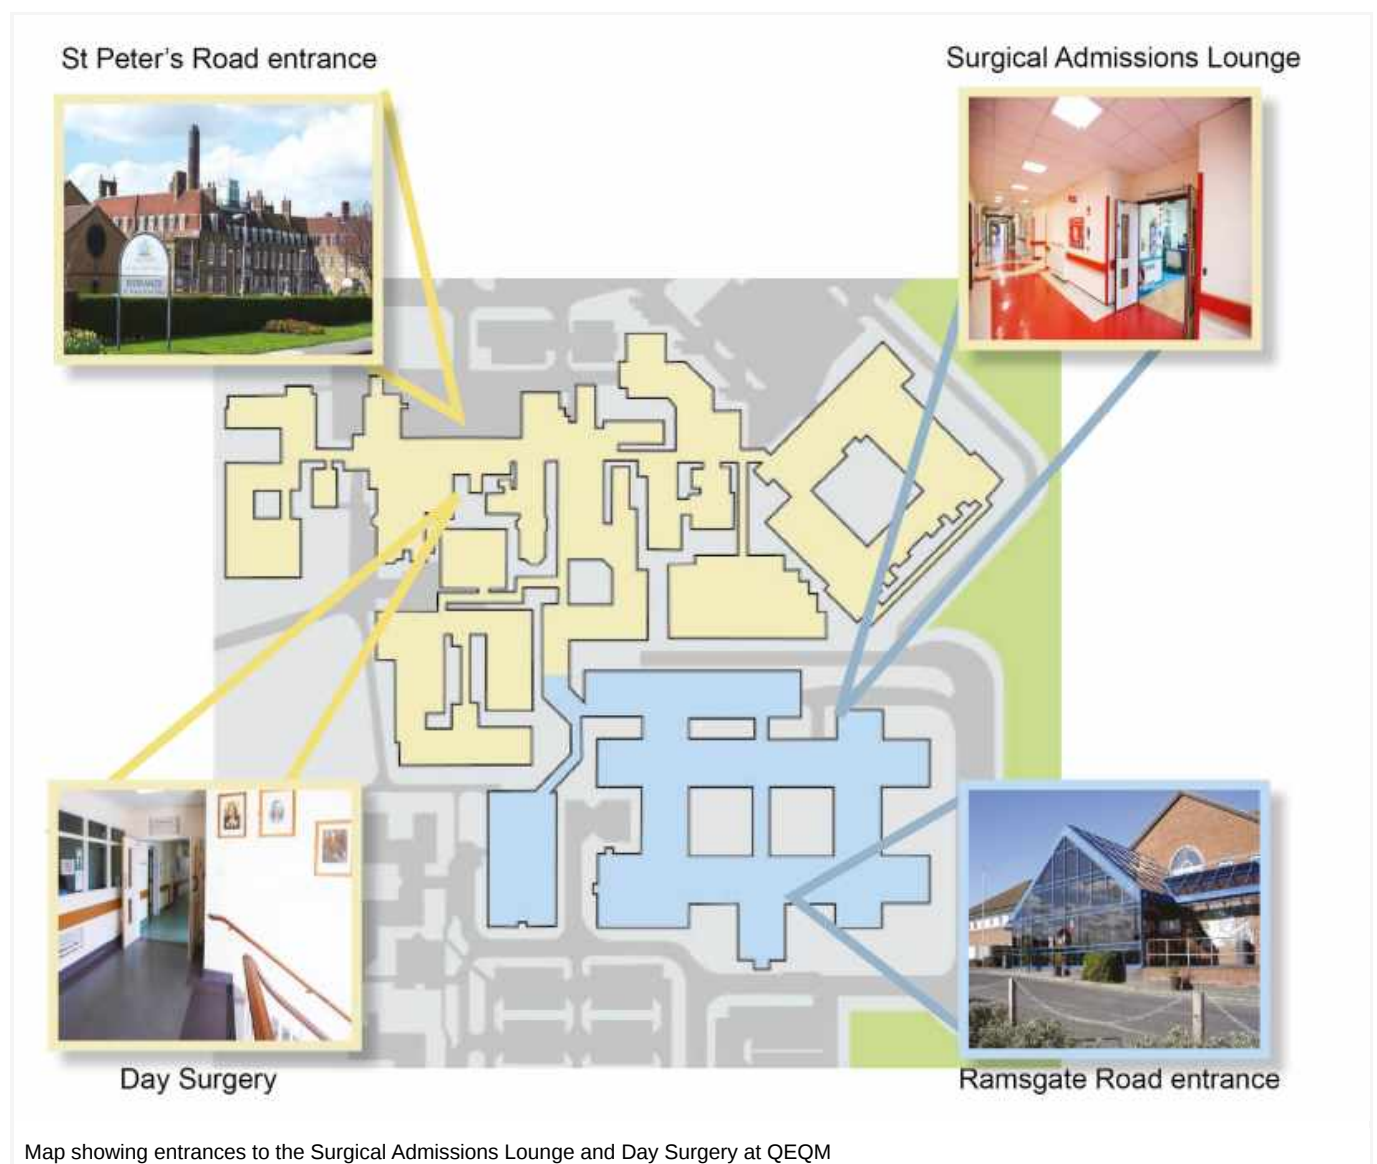 St Peter's Road entrance
Surgical Admissions Lounge
ENTRANCE
Day Surgery
Ramsgate Road entrance
Map showing entrances to the Surgical Admissions Lounge and Day Surgery at QEQM